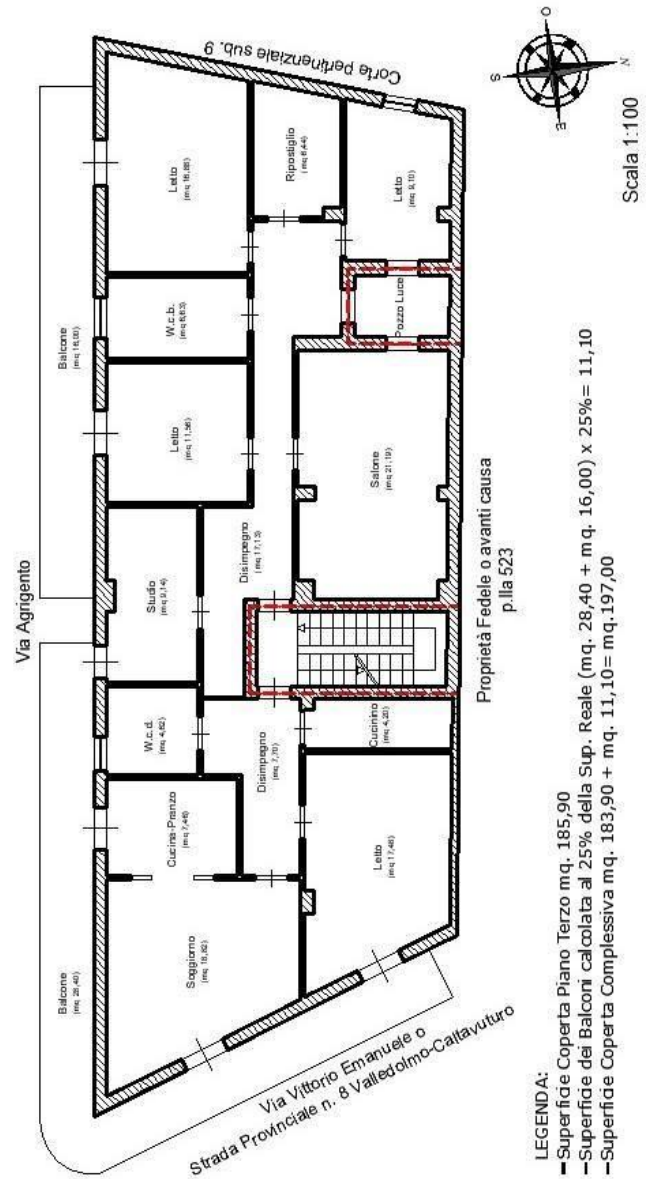 Via Agrigento
Balcone
(mq 28,40)
Balcone
(mq 16,00)
Soggiorno
(mq 18,82)
Cucina-Pranzo
(mq 7,46)
W.c.d.
(mq 4,62)
Studio
(mq 9,14)
Letto
(mq 11,56)
W.c.b.
(mq 6,63)
Letto
(mq 16,88)
Ripostiglio
(mq 6,44)
Letto
(mq 9,10)
Pozzo Luce
Salone
(mq 21,19)
Disimpegno
(mq 17,13)
Disimpegno
(mq 7,70)
Cucinino
(mq 4,20)
Letto
(mq 17,48)
Corte pertinenziale sub. 9
Proprietà Fedele o avanti causa
p.lla 523
Via Vittorio Emanuele o
Strada Provinciale n. 8 Valledolmo-Caltavuturo
S
O
E
N
Scala 1:100
LEGENDA:
-Superficie Coperta Piano Terzo mq. 185,90
-Superficie dei Balconi calcolata al 25% della Sup. Reale (mq. 28,40 + mq. 16,00) x 25%= 11,10
-Superficie Coperta Complessiva mq. 183,90 + mq. 11,10= mq.197,00